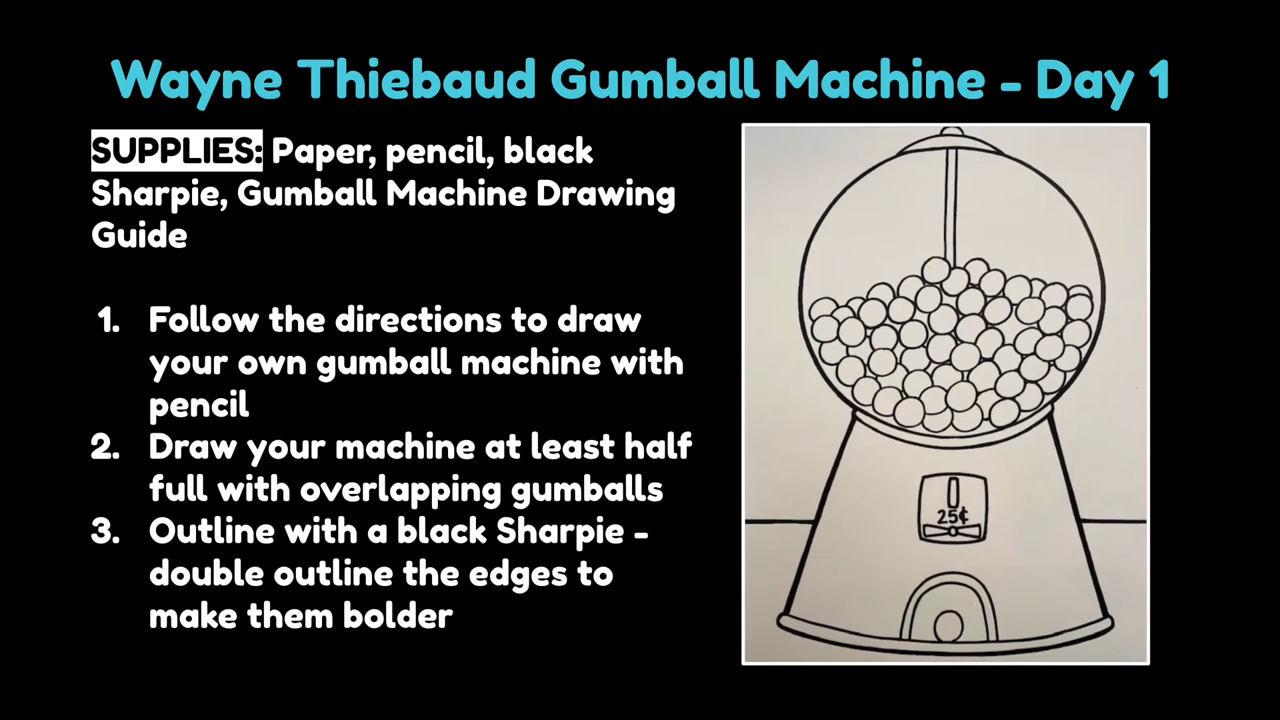 Wayne Thiebaud Gumball Machine - Day 1
SUPPLIES: Paper, pencil, black
Sharpie, Gumball Machine Drawing
Guide
1. Follow the directions to draw
your own gumball machine with
pencil
2. Draw your machine at least half
full with overlapping gumballs
3. Outline with a black Sharpie -
double outline the edges to
make them bolder
25¢